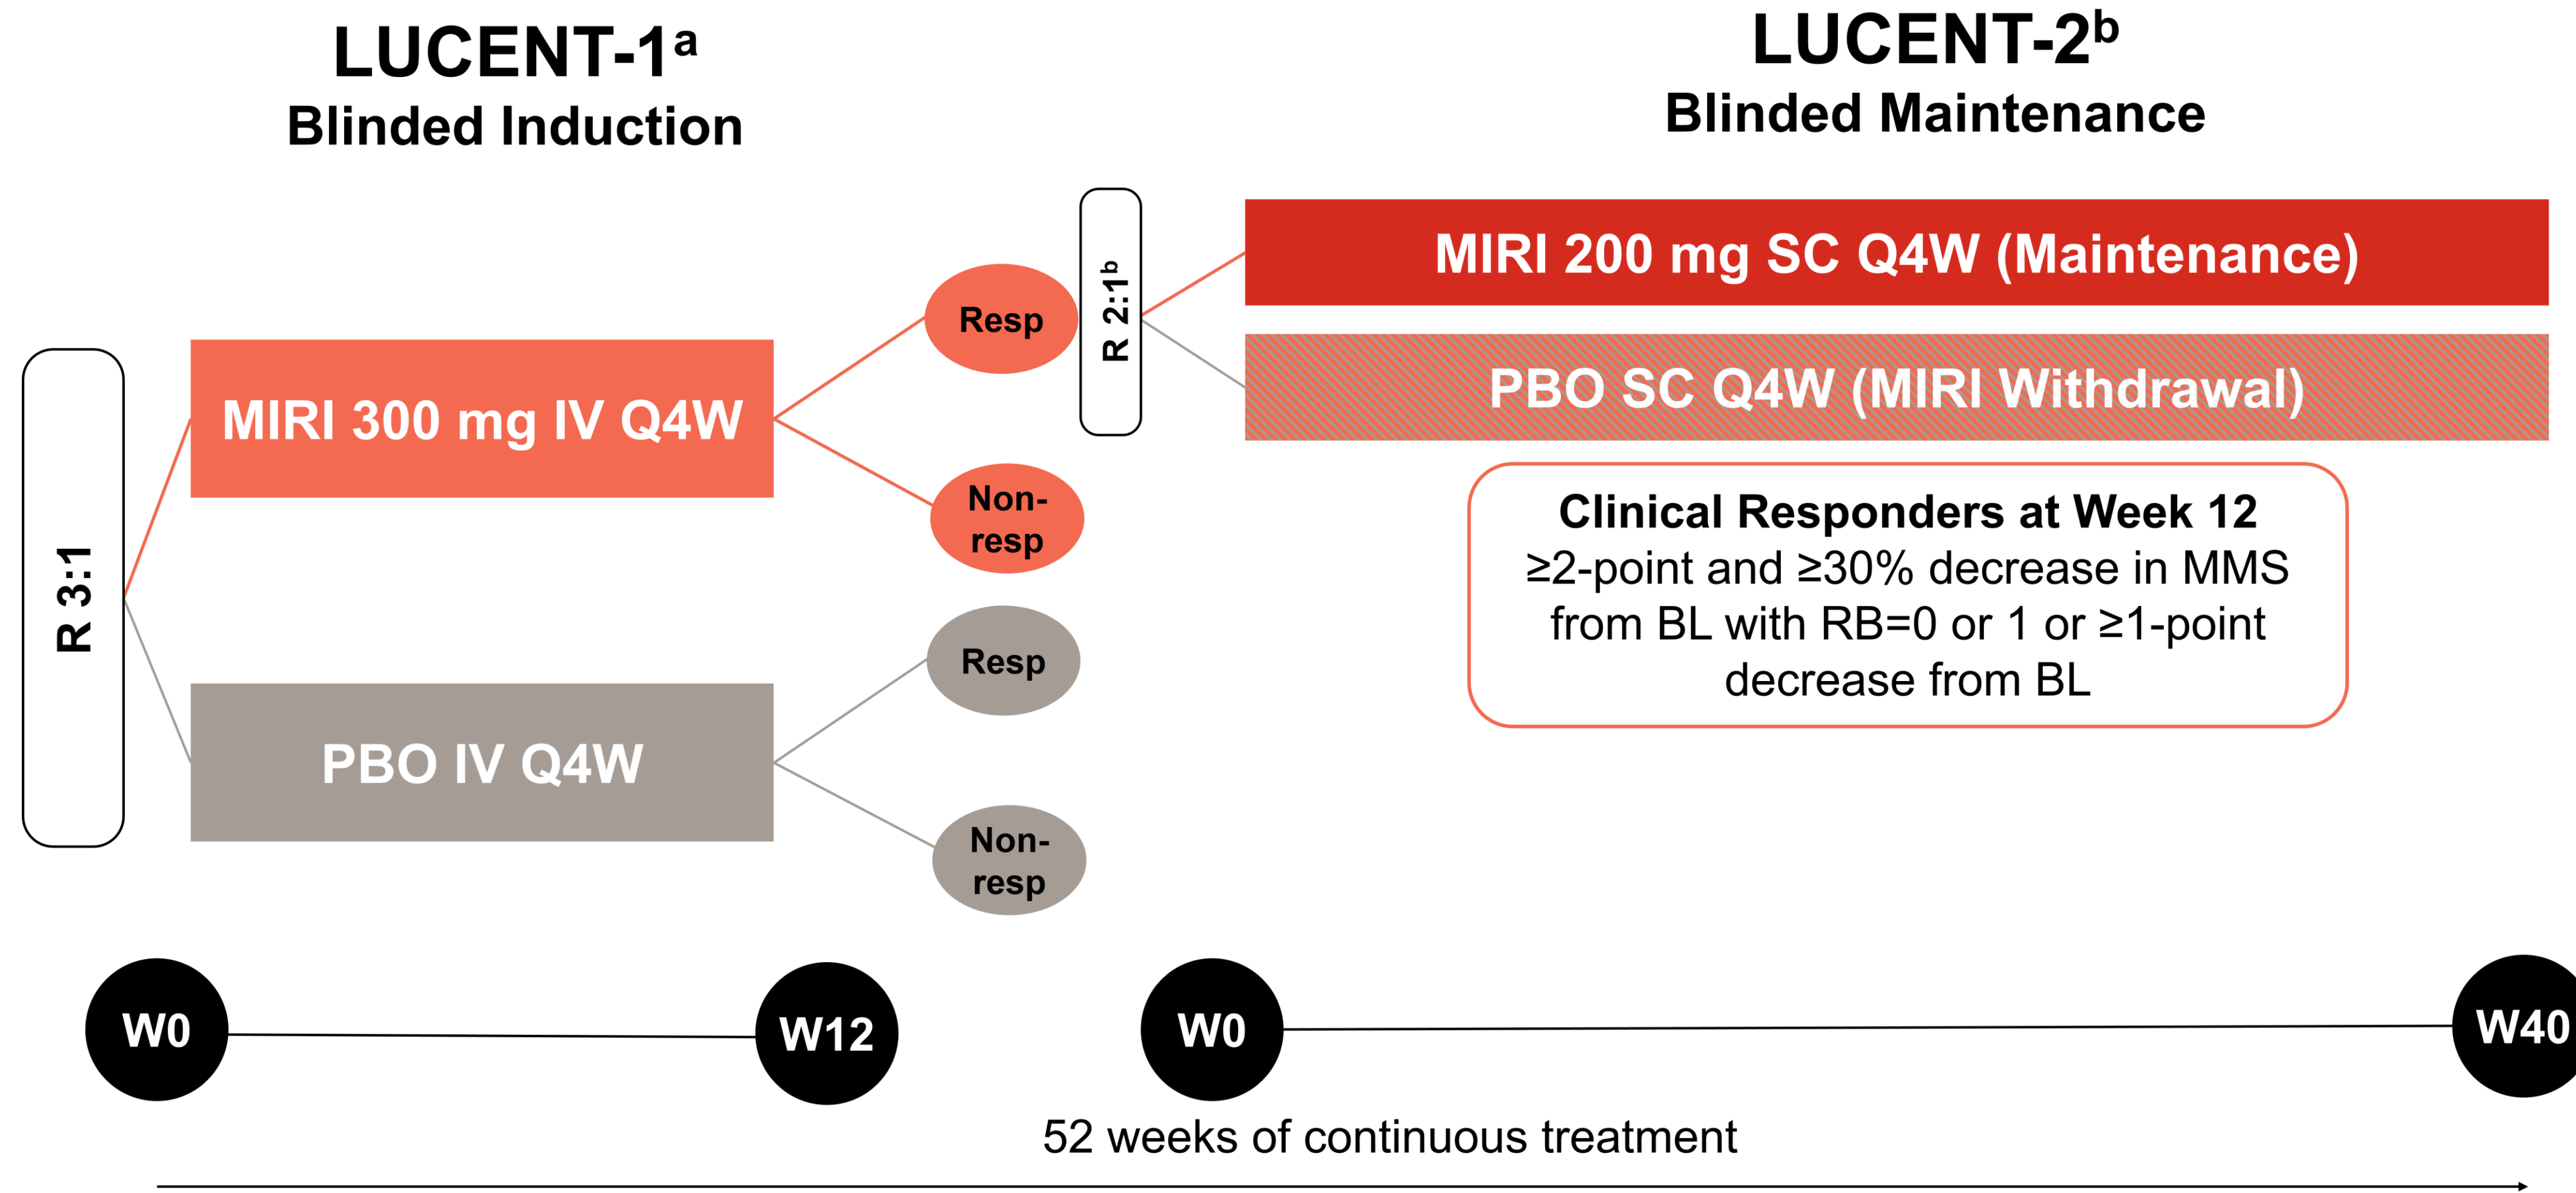 LUCENT-1ᵃ
Blinded Induction
LUCENT-2ᵇ
Blinded Maintenance
R 3:1
MIRI 300 mg IV Q4W
PBO IV Q4W
Resp
Non-
resp
Resp
Non-
resp
R 2:1ᵇ
MIRI 200 mg SC Q4W (Maintenance)
PBO SC Q4W (MIRI Withdrawal)
Clinical Responders at Week 12
≥2-point and ≥30% decrease in MMS
from BL with RB=0 or 1 or ≥1-point
decrease from BL
W0
W12
W0
W40
52 weeks of continuous treatment